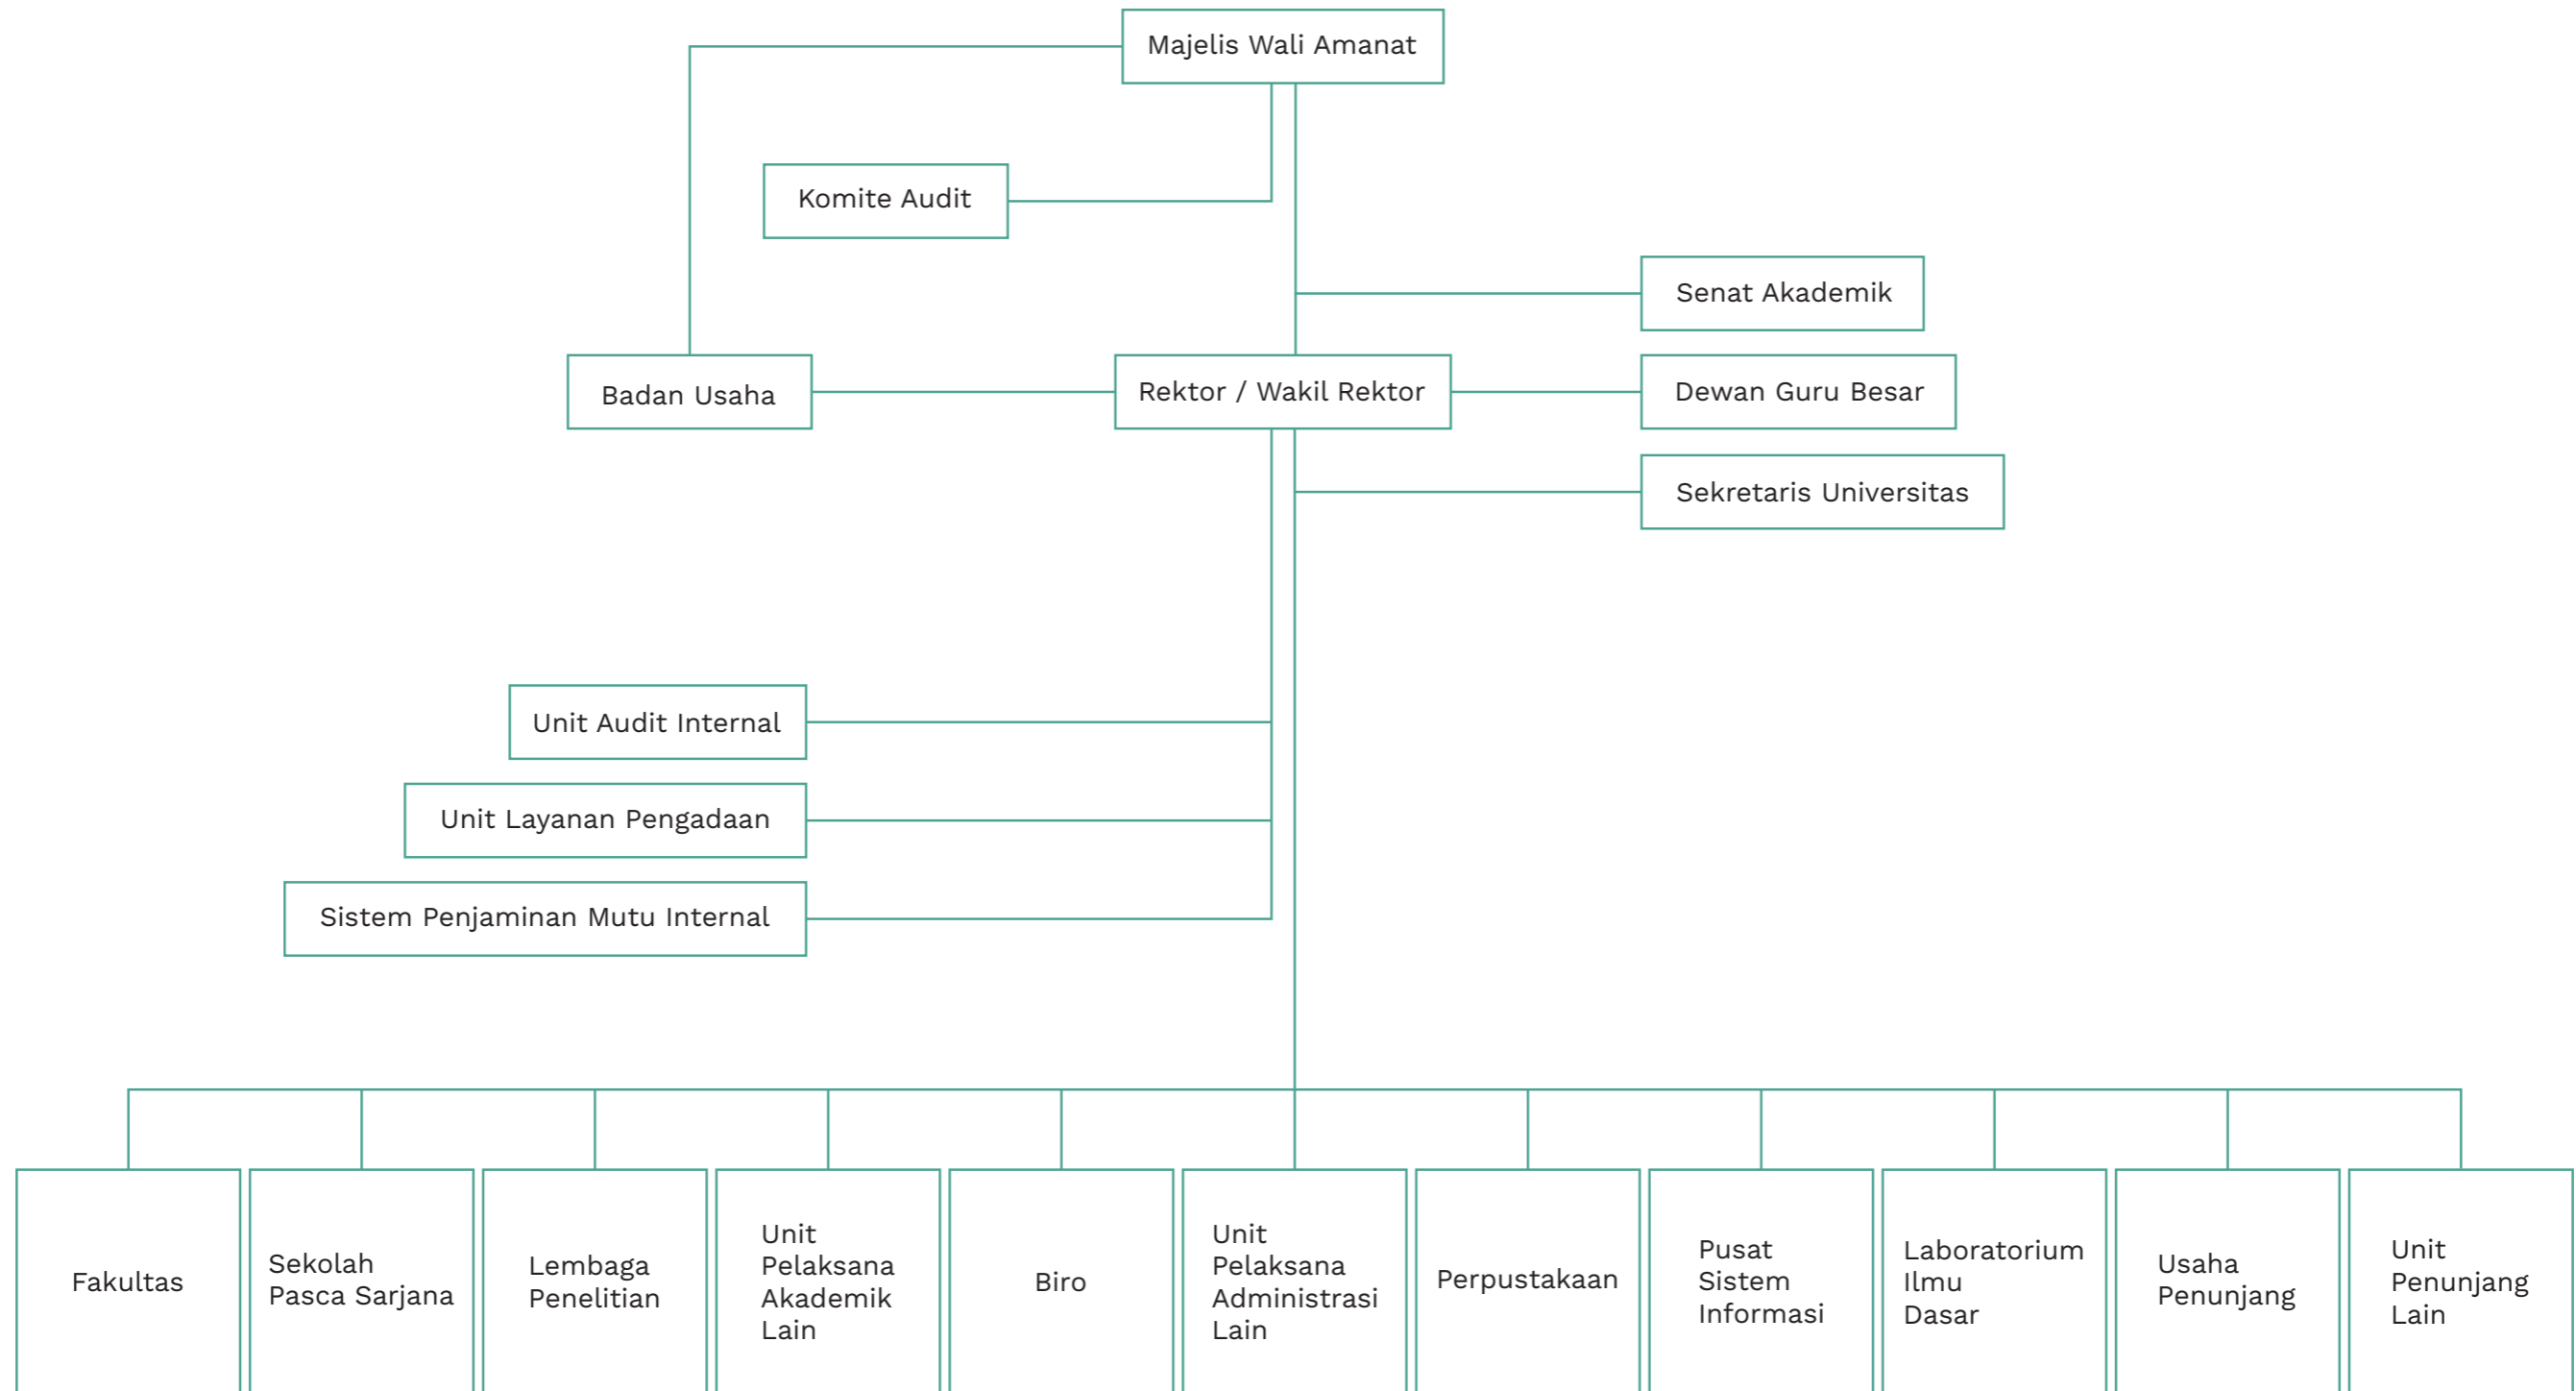 Majelis Wali Amanat
Komite Audit
Senat Akademik
Badan Usaha
Rektor / Wakil Rektor
Dewan Guru Besar
Sekretaris Universitas
Unit Audit Internal
Unit Layanan Pengadaan
Sistem Penjaminan Mutu Internal
Fakultas
Sekolah
Pasca Sarjana
Lembaga
Penelitian
Unit
Pelaksana
Akademik
Lain
Biro
Unit
Pelaksana
Administrasi
Lain
Perpustakaan
Pusat
Sistem
Informasi
Laboratorium
Ilmu
Dasar
Usaha
Penunjang
Unit
Penunjang
Lain